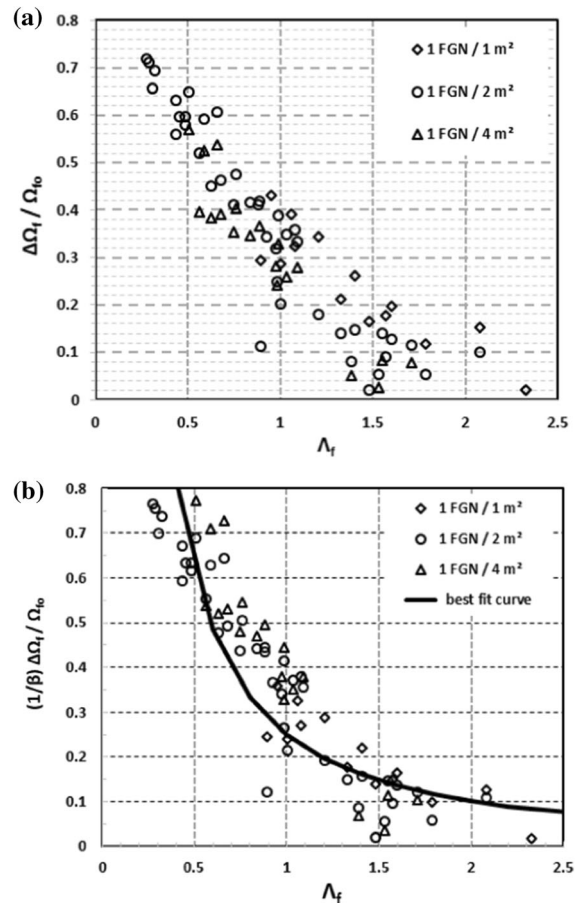 (a)
0.8
0.7
0.6
0.5
0.4
0.3
0.2
0.1
0
ΔΩf / Ωfo
1 FGN / 1 m²
1 FGN / 2 m²
1 FGN / 4 m²
0 0.5 1 1.5 2 2.5
Λf
(b)
0.8
0.7
0.6
0.5
0.4
0.3
0.2
0.1
0
(1/β) ΔΩf / Ωfo
1 FGN / 1 m²
1 FGN / 2 m²
1 FGN / 4 m²
best fit curve
0 0.5 1 1.5 2 2.5
Λf